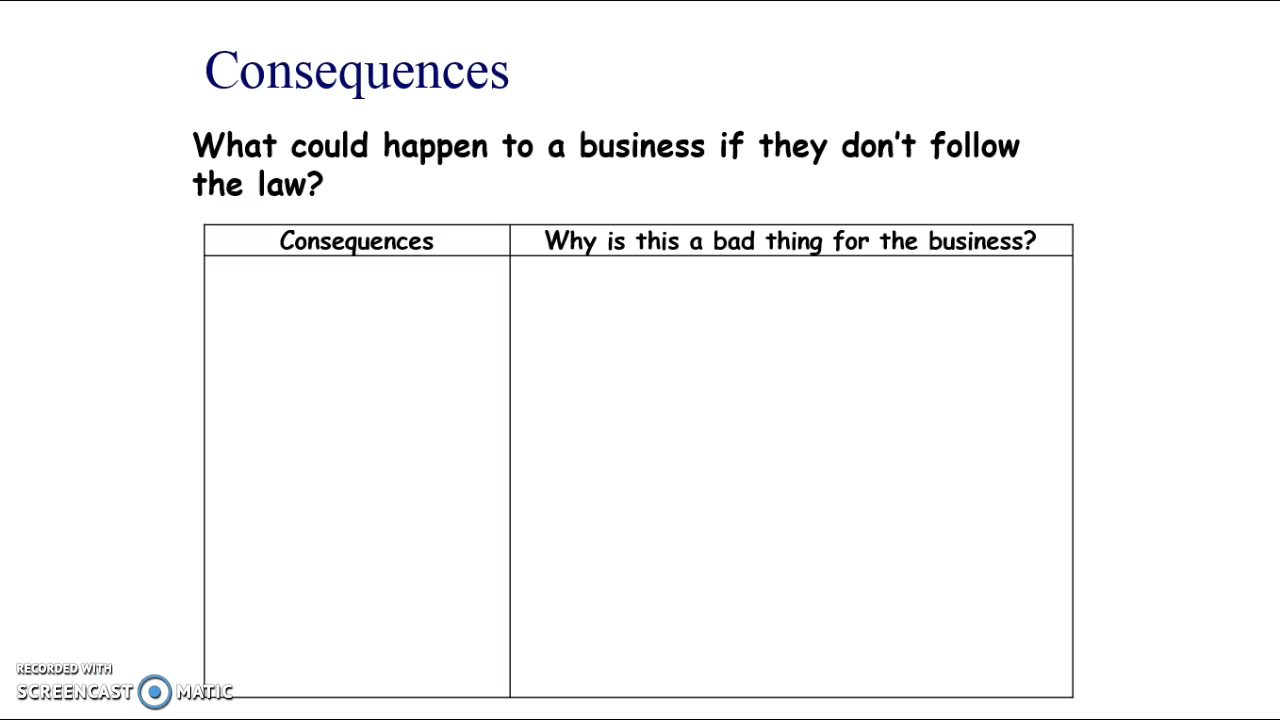 Consequences
What could happen to a business if they don't follow
the law?
Consequences
Why is this a bad thing for the business?
RECORDED WITH
SCREENCAST MATIC